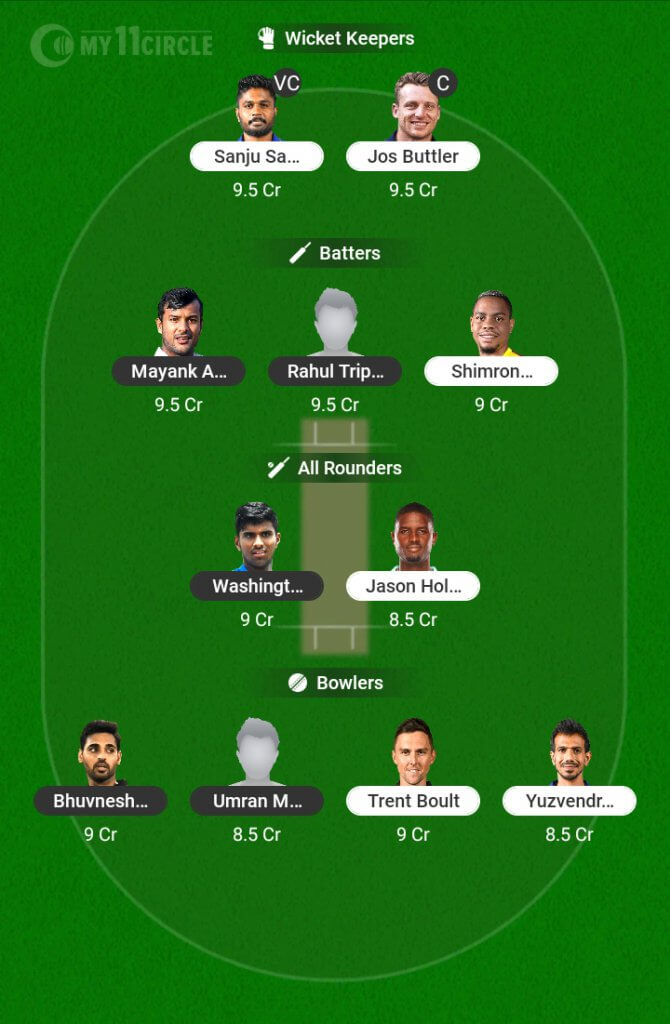 MY11CIRCLE
Wicket Keepers
VC
C
Sanju Sa...
Jos Buttler
9.5 Cr
9.5 Cr
Batters
Mayank A...
Rahul Trip...
Shimron...
9.5 Cr
9.5 Cr
9 Cr
All Rounders
Washingt...
Jason Hol...
9 Cr
8.5 Cr
Bowlers
Bhuvnesh...
Umran M...
Trent Boult
Yuzvendr...
9 Cr
8.5 Cr
9 Cr
8.5 Cr